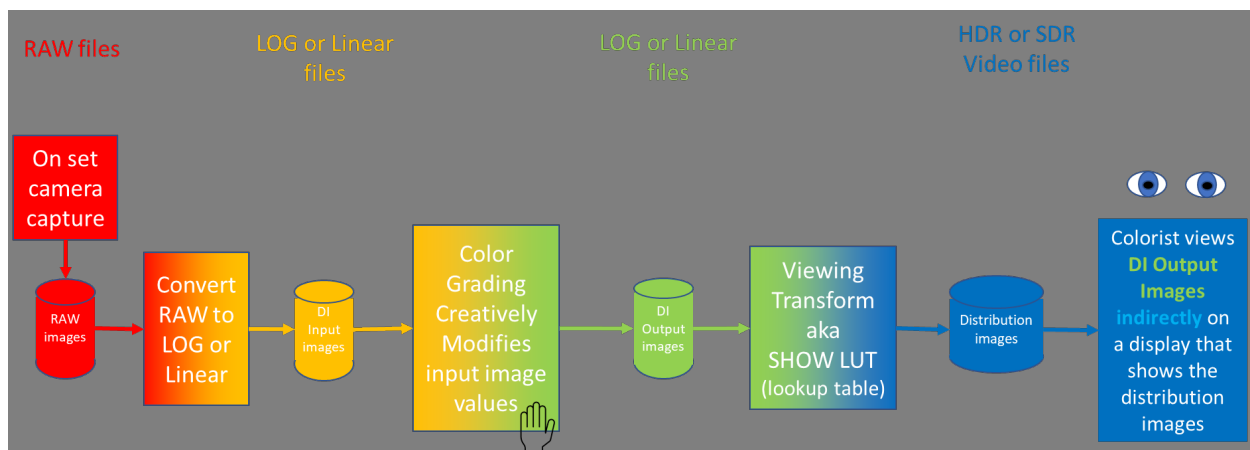 RAW files
LOG or Linear
files
LOG or Linear
files
HDR or SDR
Video files
On set
camera
capture
RAW
images
Convert
RAW to
LOG or
Linear
DI
Input
images
Color
Grading
Creatively
Modifies
input image
values
DI
Output
images
Viewing
Transform
aka
SHOW LUT
(lookup table)
Distribution
images
Colorist views
DI Output
Images
indirectly on
a display that
shows the
distribution
images